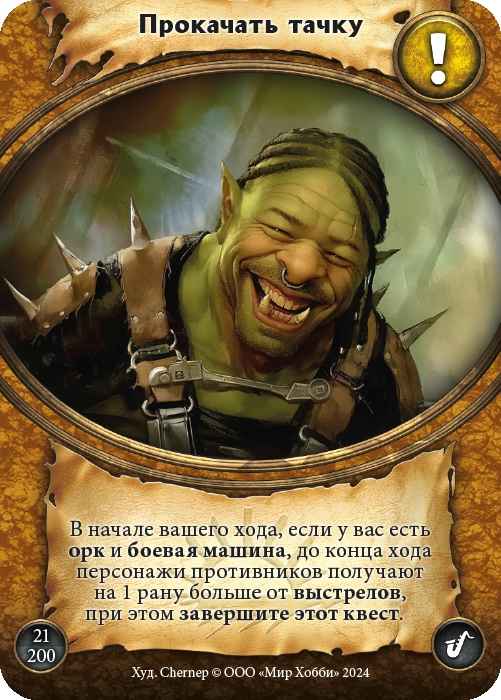 Прокачать тачку
!
В начале вашего хода, если у вас есть
орк и боевая машина, до конца хода
персонажи противников получают
на 1 рану больше от выстрелов,
при этом завершите этот квест.
21
200
Худ. Chernep © ООО «Мир Хобби» 2024